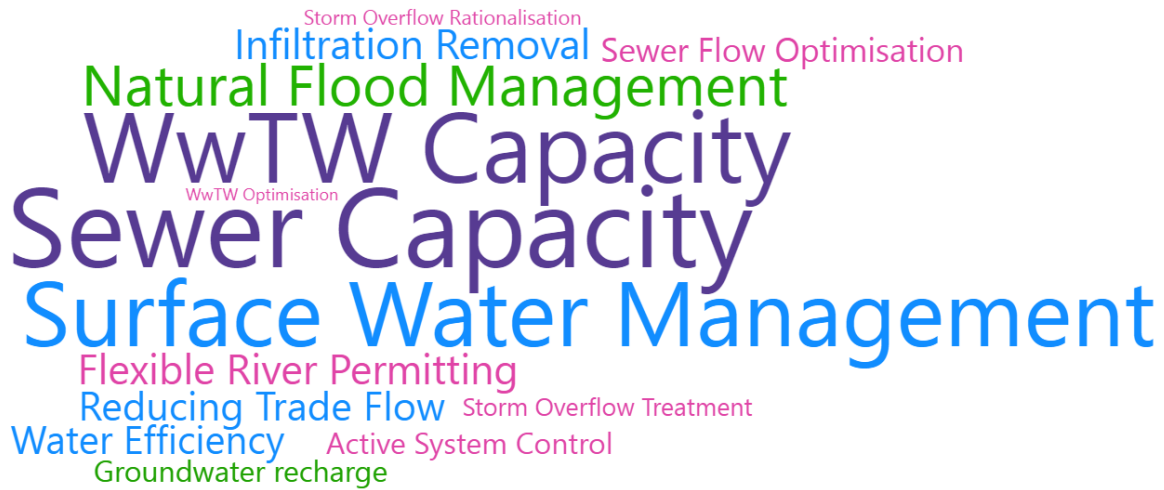 Storm Overflow Rationalisation
Infiltration Removal
Sewer Flow Optimisation
Natural Flood Management
WwTW Capacity
WwTW Optimisation
Sewer Capacity
Surface Water Management
Flexible River Permitting
Reducing Trade Flow
Storm Overflow Treatment
Water Efficiency
Active System Control
Groundwater recharge